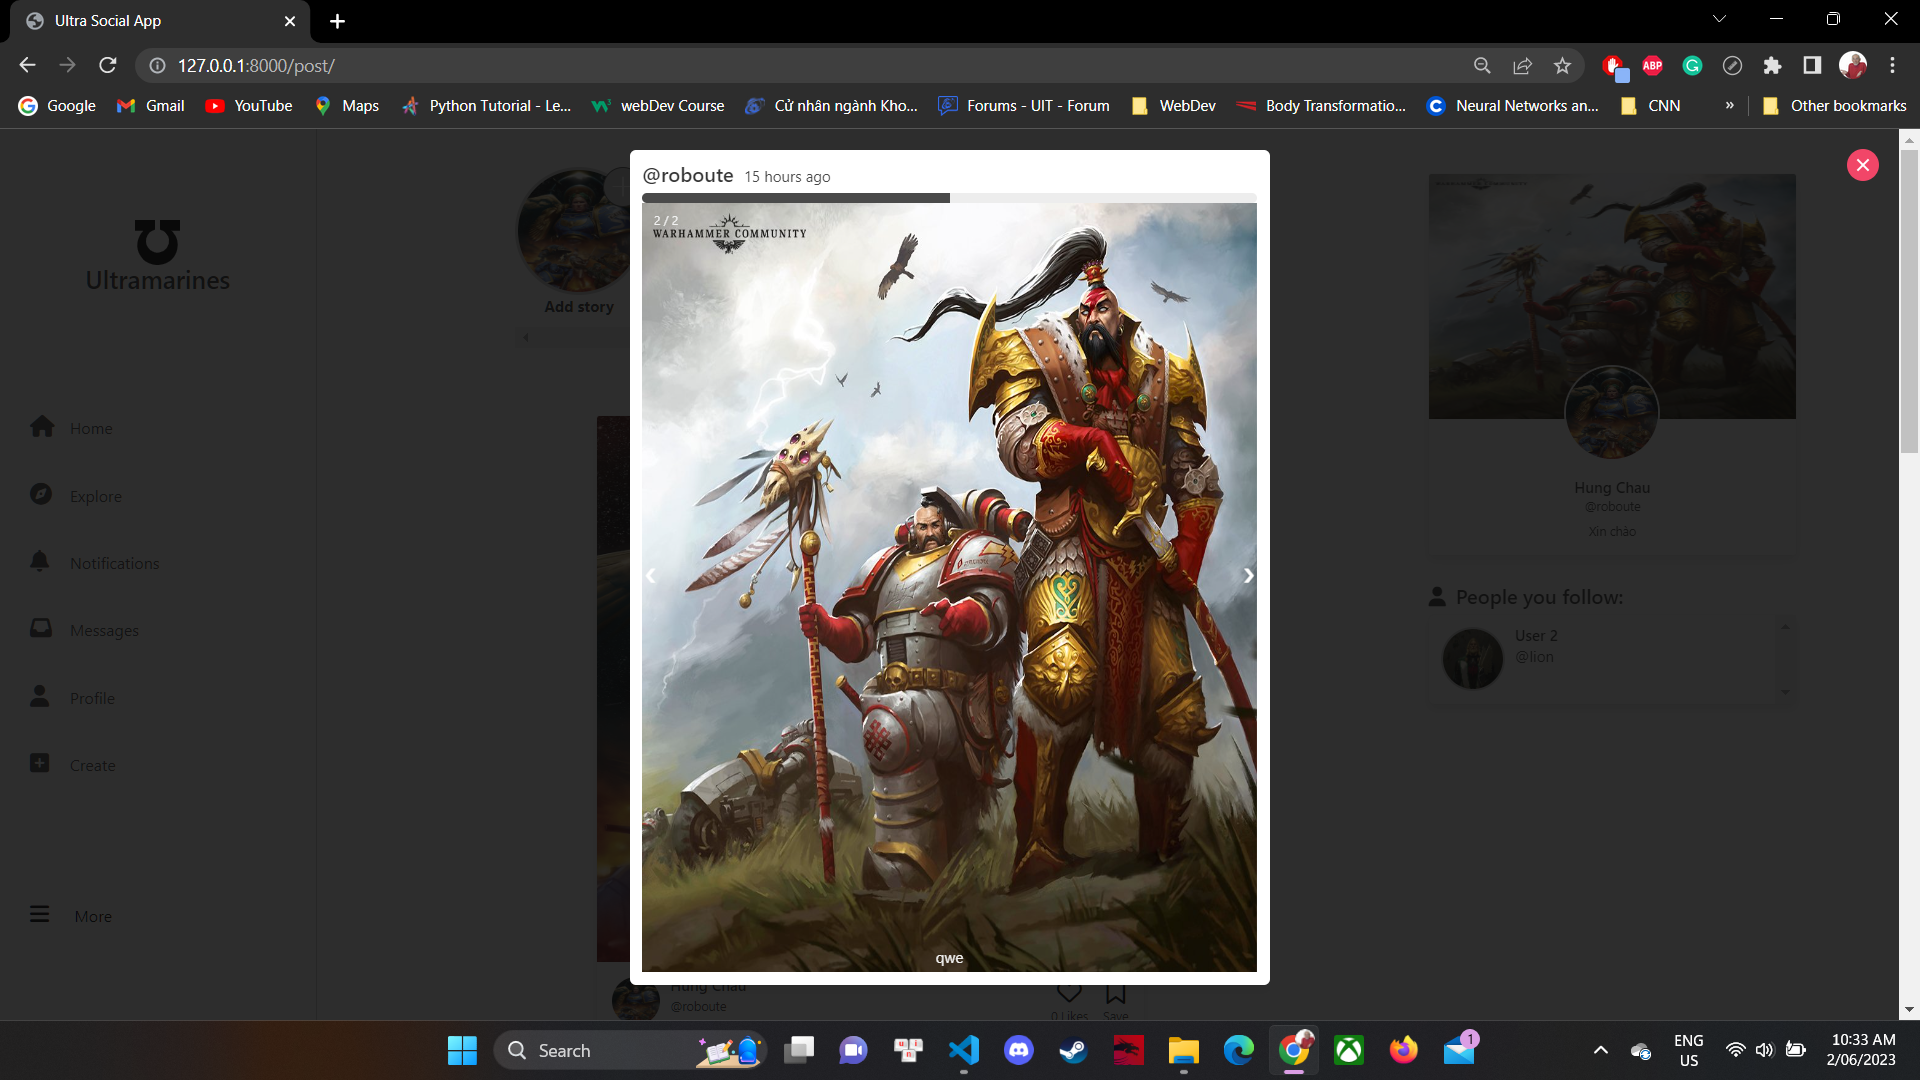 Ultra Social App
127.0.0.1:8000/post/
ABP
Google
Gmail
YouTube
Maps
Python Tutorial - Le...
webDev Course
Cử nhân ngành Kho...
Forums - UIT - Forum
WebDev
Body Transformatio...
Neural Networks an...
CNN
»
Other bookmarks
Ultramarines
Home
Explore
Notifications
Messages
Profile
Create
More
Add story
@roboute 15 hours ago
2 / 2
WARHAMMER COMMUNITY
qwe
Hung Chau
@roboute
0 Likes
Save
Hung Chau
@roboute
Xin chào
People you follow:
User 2
@lion
Search
1
ENG
US
10:33 AM
2/06/2023